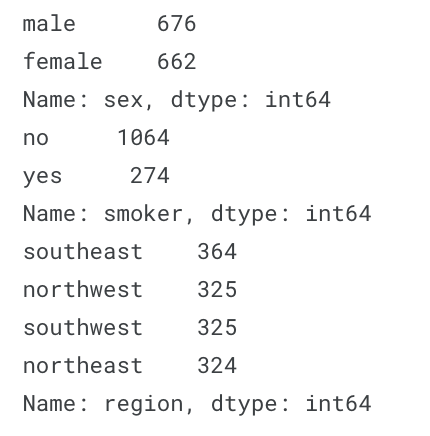 male      676
female    662
Name: sex, dtype: int64
no     1064
yes     274
Name: smoker, dtype: int64
southeast    364
northwest    325
southwest    325
northeast    324
Name: region, dtype: int64